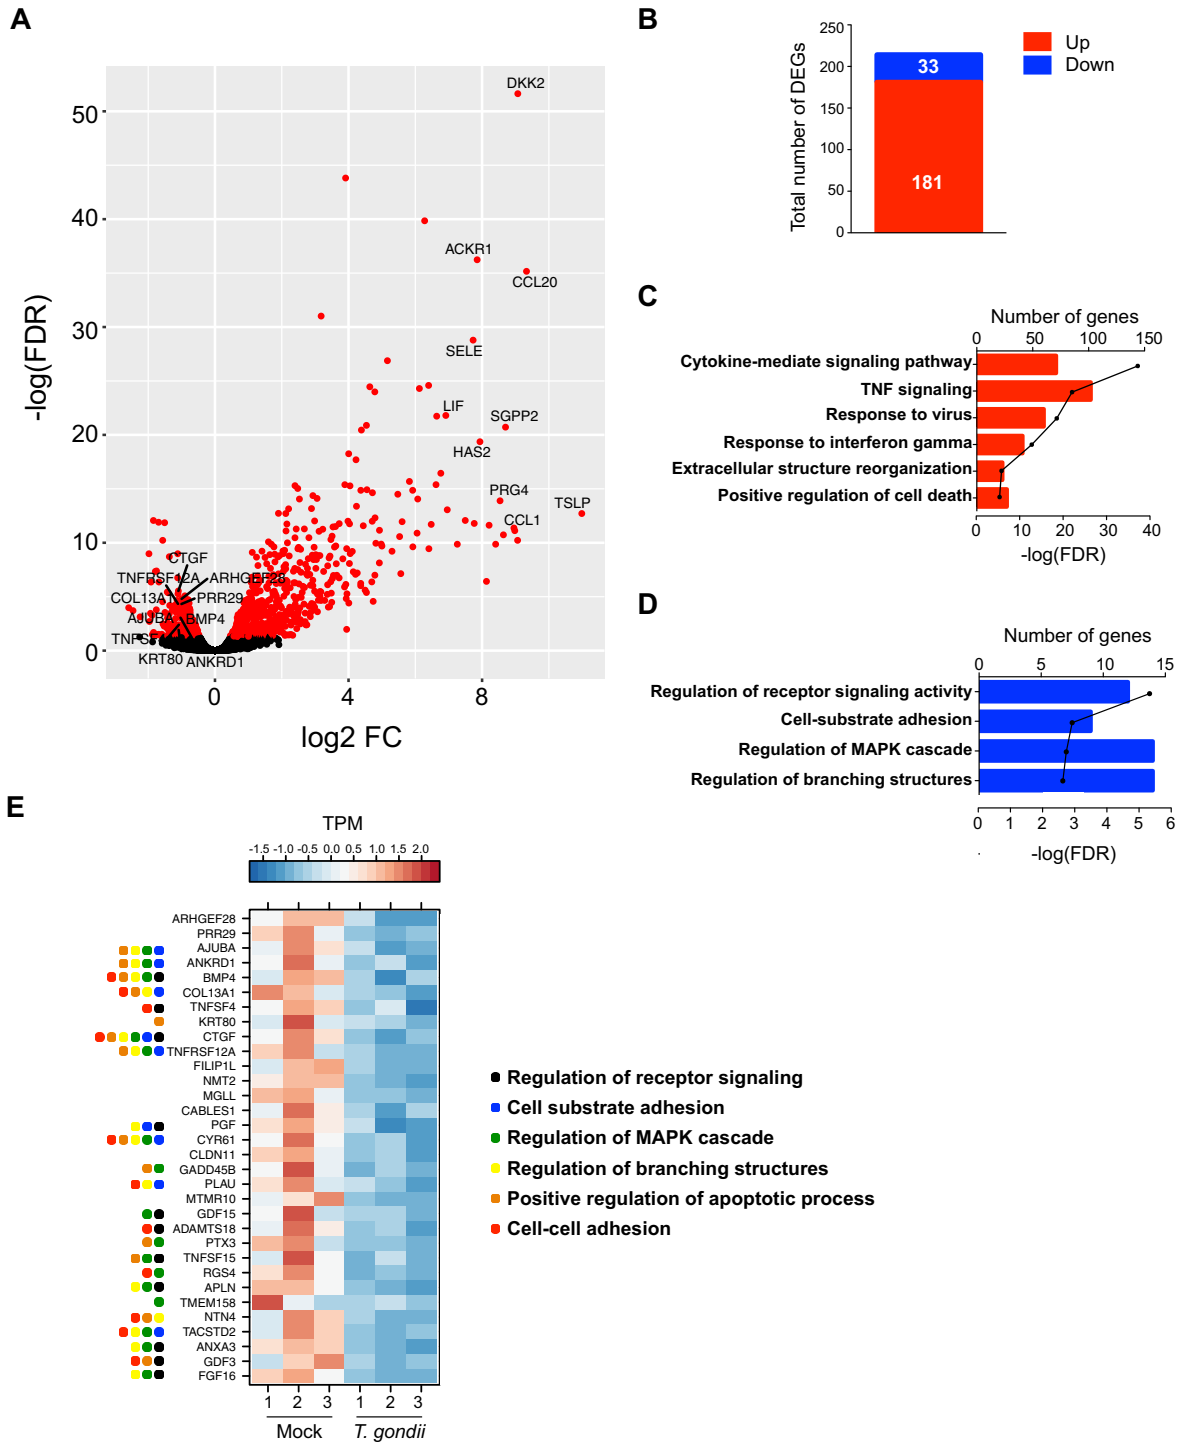 A
-log(FDR)
50
40
30
20
10
0
0
4
8
log2 FC
DKK2
ACKR1
CCL20
SELE
LIF
SGPP2
HAS2
PRG4
TSLP
CCL1
CTGF
TNFRSF12A
ARHGEF28
COL13A1
PRR29
AJUBA
BMP4
KRT80
ANKRD1
B
Total number of DEGs
250
200
150
100
50
0
33
181
Up
Down
C
Number of genes
0 50 100 150
Cytokine-mediate signaling pathway
TNF signaling
Response to virus
Response to interferon gamma
Extracellular structure reorganization
Positive regulation of cell death
0 10 20 30 40
-log(FDR)
D
Number of genes
0 5 10 15
Regulation of receptor signaling activity
Cell-substrate adhesion
Regulation of MAPK cascade
Regulation of branching structures
0 1 2 3 4 5 6
-log(FDR)
E
TPM
-1.5 -1.0 -0.5 0.0 0.5 1.0 1.5 2.0
ARHGEF28
PRR29
AJUBA
ANKRD1
BMP4
COL13A1
TNFSF4
KRT80
CTGF
TNFRSF12A
FILIP1L
NMT2
MGLL
CABLES1
PGF
CYR61
CLDN11
GADD45B
PLAU
MTMR10
GDF15
ADAMTS18
PTX3
TNFSF15
RGS4
APLN
TMEM158
NTN4
TACSTD2
ANXA3
GDF3
FGF16
1 2 3 1 2 3
Mock T. gondii
Regulation of receptor signaling
Cell substrate adhesion
Regulation of MAPK cascade
Regulation of branching structures
Positive regulation of apoptotic process
Cell-cell adhesion